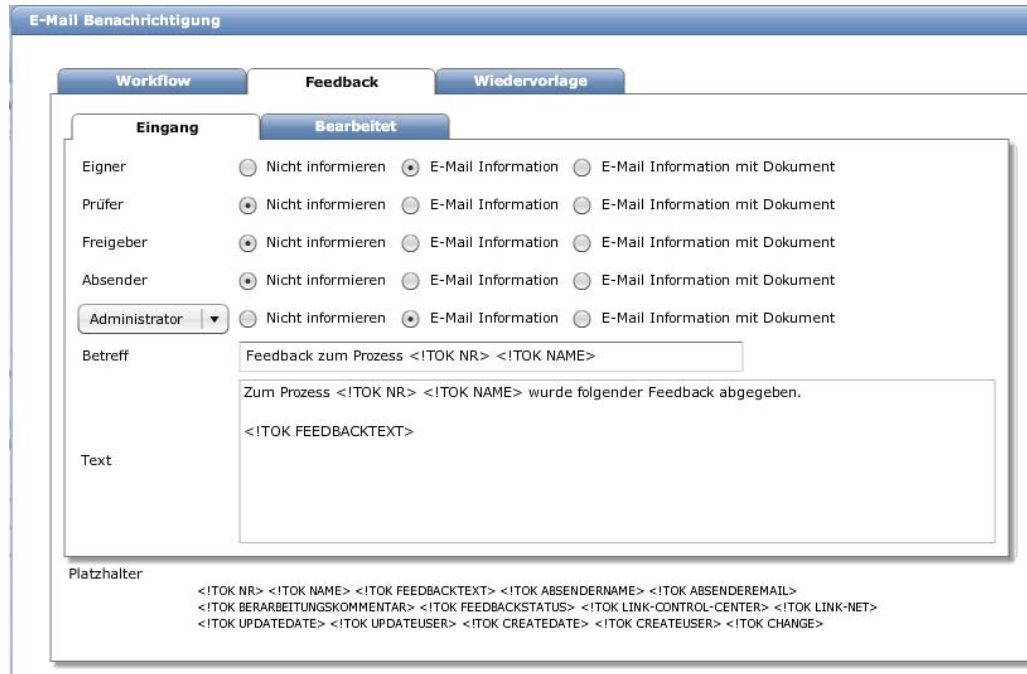 E-Mail Benachrichtigung
Workflow Feedback Wiedervorlage
Eingang Bearbeitet
Eigner Nicht informieren E-Mail Information E-Mail Information mit Dokument
Prüfer Nicht informieren E-Mail Information E-Mail Information mit Dokument
Freigeber Nicht informieren E-Mail Information E-Mail Information mit Dokument
Absender Nicht informieren E-Mail Information E-Mail Information mit Dokument
Administrator Nicht informieren E-Mail Information E-Mail Information mit Dokument
Betreff Feedback zum Prozess <!TOK NR> <!TOK NAME>
Zum Prozess <!TOK NR> <!TOK NAME> wurde folgender Feedback abgegeben.
<!TOK FEEDBACKTEXT>
Text
Platzhalter
<!TOK NR> <!TOK NAME> <!TOK FEEDBACKTEXT> <!TOK ABSENDERNAME> <!TOK ABSENDEREMAIL>
<!TOK BERARBEITUNGSKOMMENTAR> <!TOK FEEDBACKSTATUS> <!TOK LINK-CONTROL-CENTER> <!TOK LINK-NET>
<!TOK UPDATEDATE> <!TOK UPDATEUSER> <!TOK CREATEDATE> <!TOK CREATEUSER> <!TOK CHANGE>